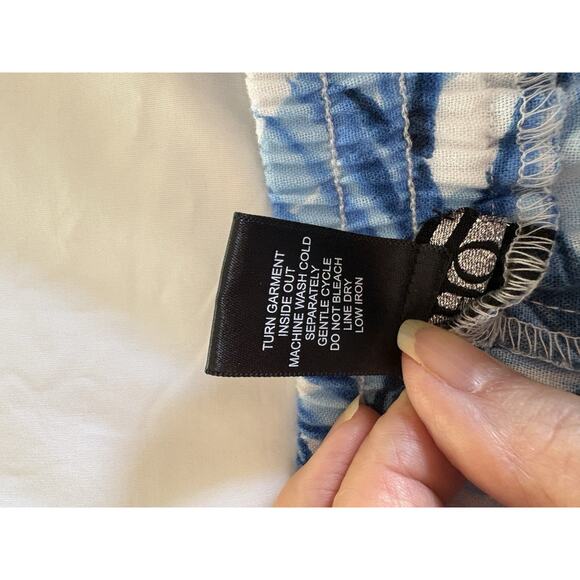 TURN GARMENT
INSIDE OUT
MACHINE WASH COLD
SEPARATELY
GENTLE CYCLE
DO NOT BLEACH
LINE DRY
LOW IRON